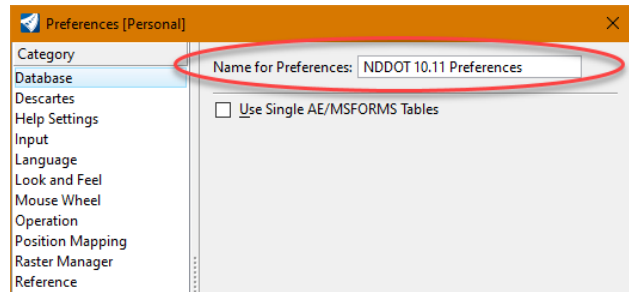 Preferences [Personal]
Category
Database
Descartes
Help Settings
Input
Language
Look and Feel
Mouse Wheel
Operation
Position Mapping
Raster Manager
Reference
Name for Preferences: NDDOT 10.11 Preferences
Use Single AE/MSFORMS Tables